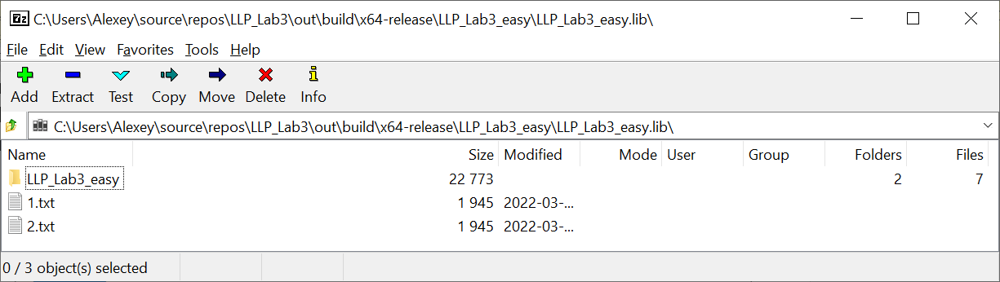 7z C:\Users\Alexey\source\repos\LLP_Lab3\out\build\x64-release\LLP_Lab3_easy\LLP_Lab3_easy.lib\
File Edit View Favorites Tools Help
Add Extract Test Copy Move Delete Info
C:\Users\Alexey\source\repos\LLP_Lab3\out\build\x64-release\LLP_Lab3_easy\LLP_Lab3_easy.lib\
Name Size Modified Mode User Group Folders Files
LLP_Lab3_easy 22 773 2 7
1.txt 1 945 2022-03-...
2.txt 1 945 2022-03-...
0 / 3 object(s) selected